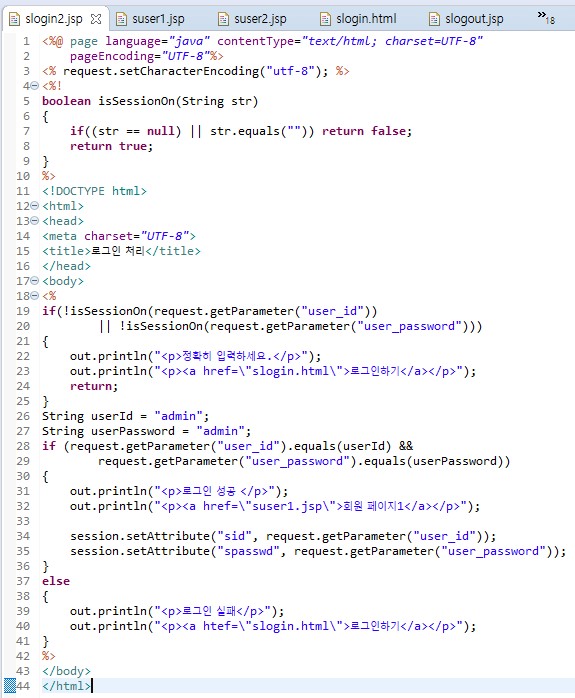 slogin2.jsp suser1.jsp suser2.jsp slogin.html slogout.jsp »18
1 <%@ page language="java" contentType="text/html; charset=UTF-8"
2     pageEncoding="UTF-8"%>
3 <% request.setCharacterEncoding("utf-8"); %>
4 <%!
5 boolean isSessionOn(String str)
6 {
7     if((str == null) || str.equals("")) return false;
8     return true;
9 }
10 %>
11 <!DOCTYPE html>
12 <html>
13 <head>
14 <meta charset="UTF-8">
15 <title>로그인 처리</title>
16 </head>
17 <body>
18 <%
19 if(!isSessionOn(request.getParameter("user_id"))
20         || !isSessionOn(request.getParameter("user_password")))
21 {
22     out.println("<p>정확히 입력하세요.</p>");
23     out.println("<p><a href=\"slogin.html\">로그인하기</a></p>");
24     return;
25 }
26 String userId = "admin";
27 String userPassword = "admin";
28 if (request.getParameter("user_id").equals(userId) &&
29         request.getParameter("user_password").equals(userPassword))
30 {
31     out.println("<p>로그인 성공 </p>");
32     out.println("<p><a href=\"suser1.jsp\">회원 페이지1</a></p>");
33
34     session.setAttribute("sid", request.getParameter("user_id"));
35     session.setAttribute("spasswd", request.getParameter("user_password"));
36 }
37 else
38 {
39     out.println("<p>로그인 실패</p>");
40     out.println("<p><a htef=\"slogin.html\">로그인하기</a></p>");
41 }
42 %>
43 </body>
44 </html>